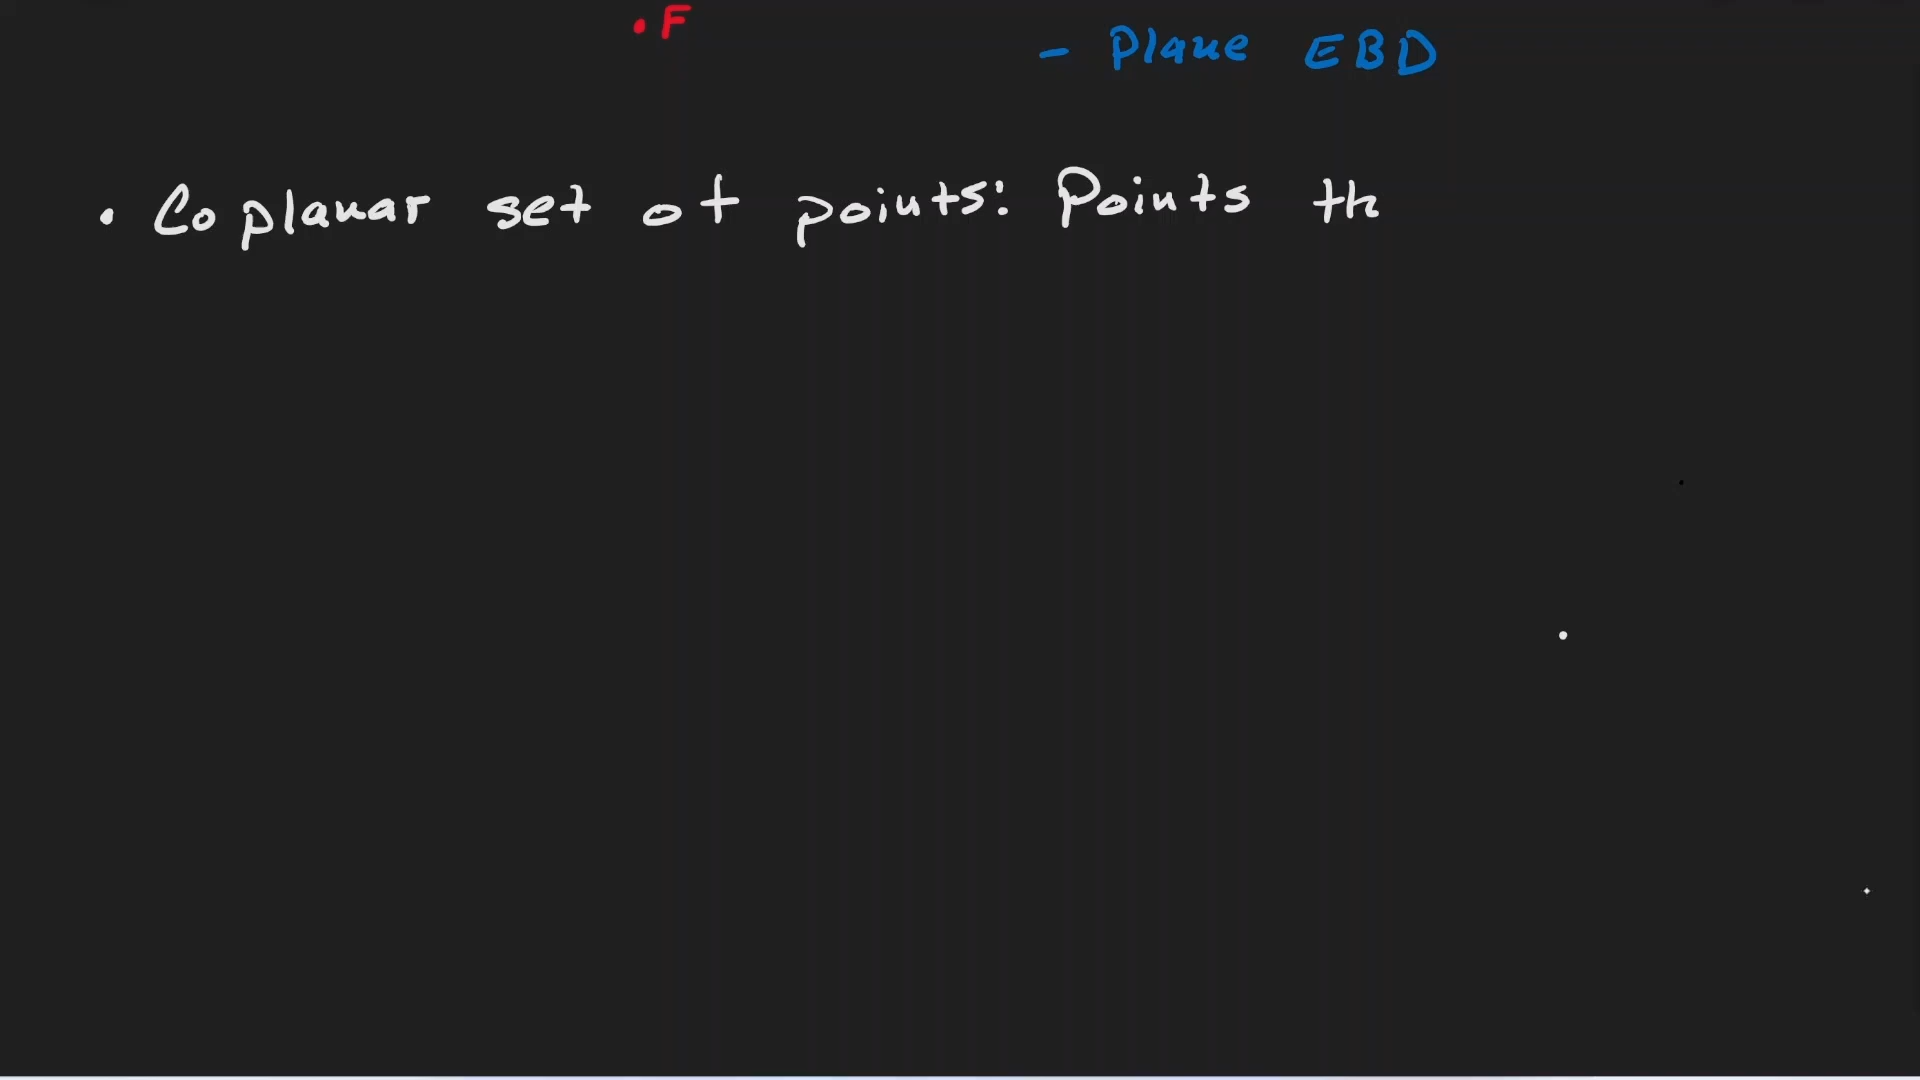 • F
- Plane EBD
• Coplanar set of points: Points th